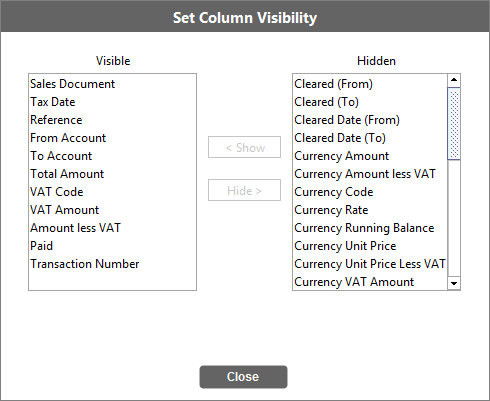 Set Column Visibility
Visible
Hidden
Sales Document
Tax Date
Reference
From Account
To Account
Total Amount
VAT Code
VAT Amount
Amount less VAT
Paid
Transaction Number
< Show
Hide >
Cleared (From)
Cleared (To)
Cleared Date (From)
Cleared Date (To)
Currency Amount
Currency Amount less VAT
Currency Code
Currency Rate
Currency Running Balance
Currency Unit Price
Currency Unit Price Less VAT
Currency VAT Amount
Close